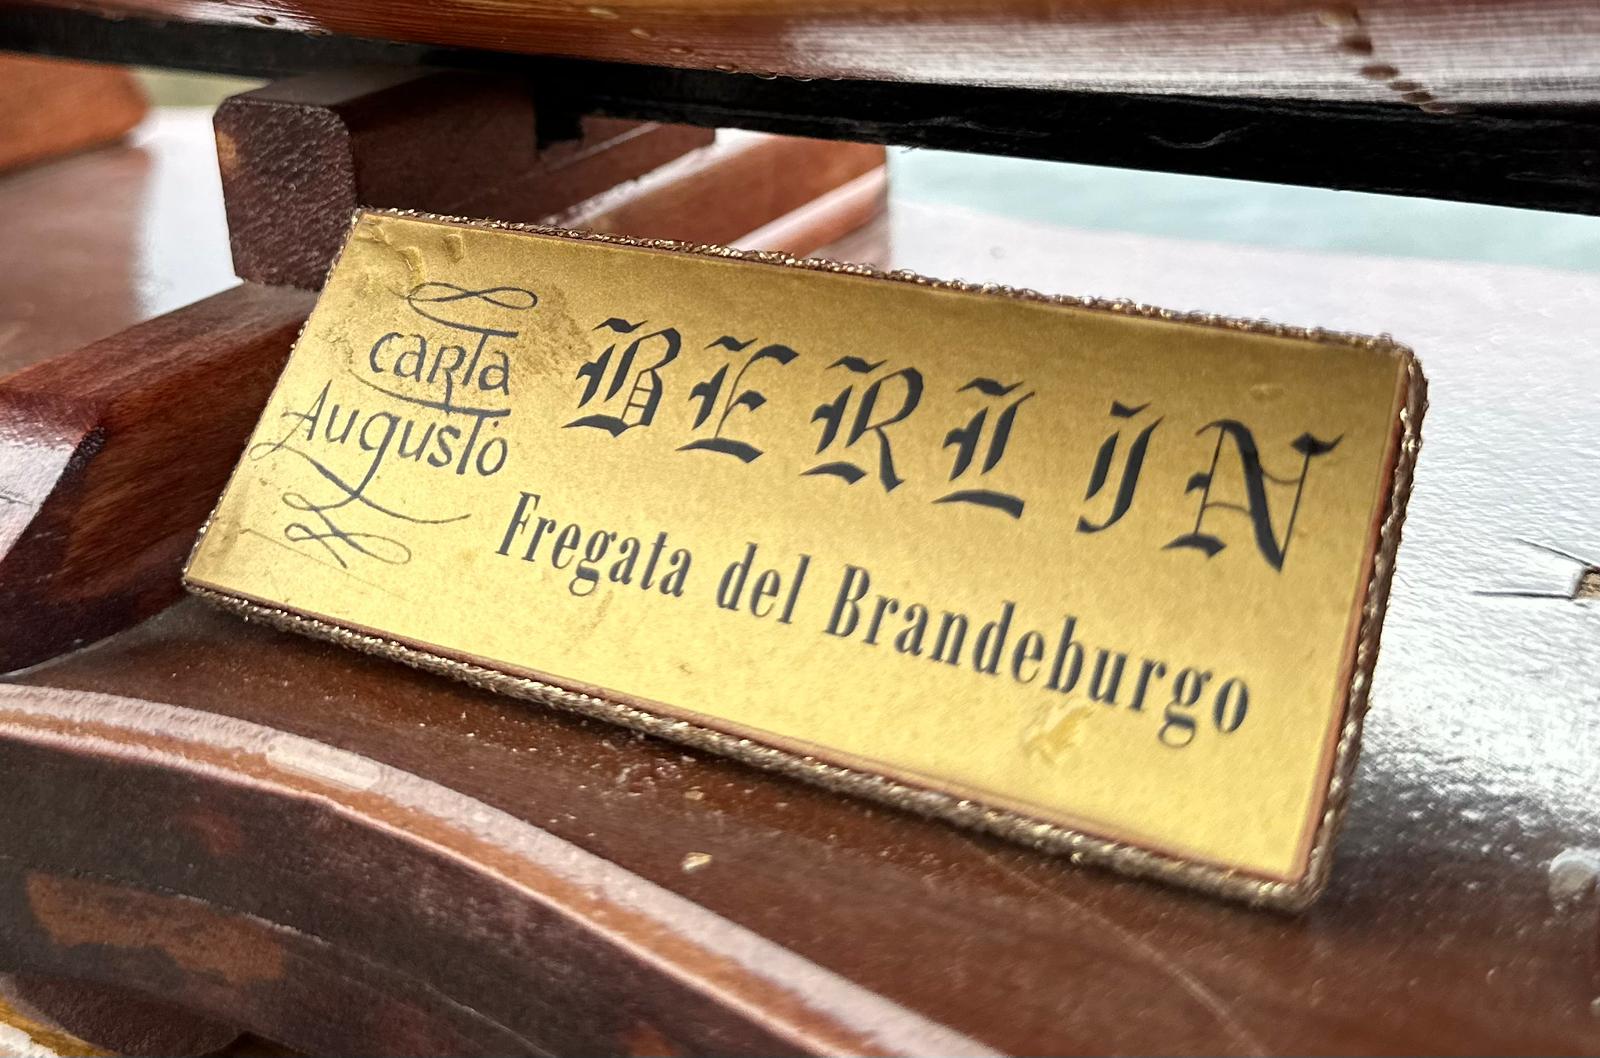 carta
Augusto
BERLIN
Fregata del Brandeburgo